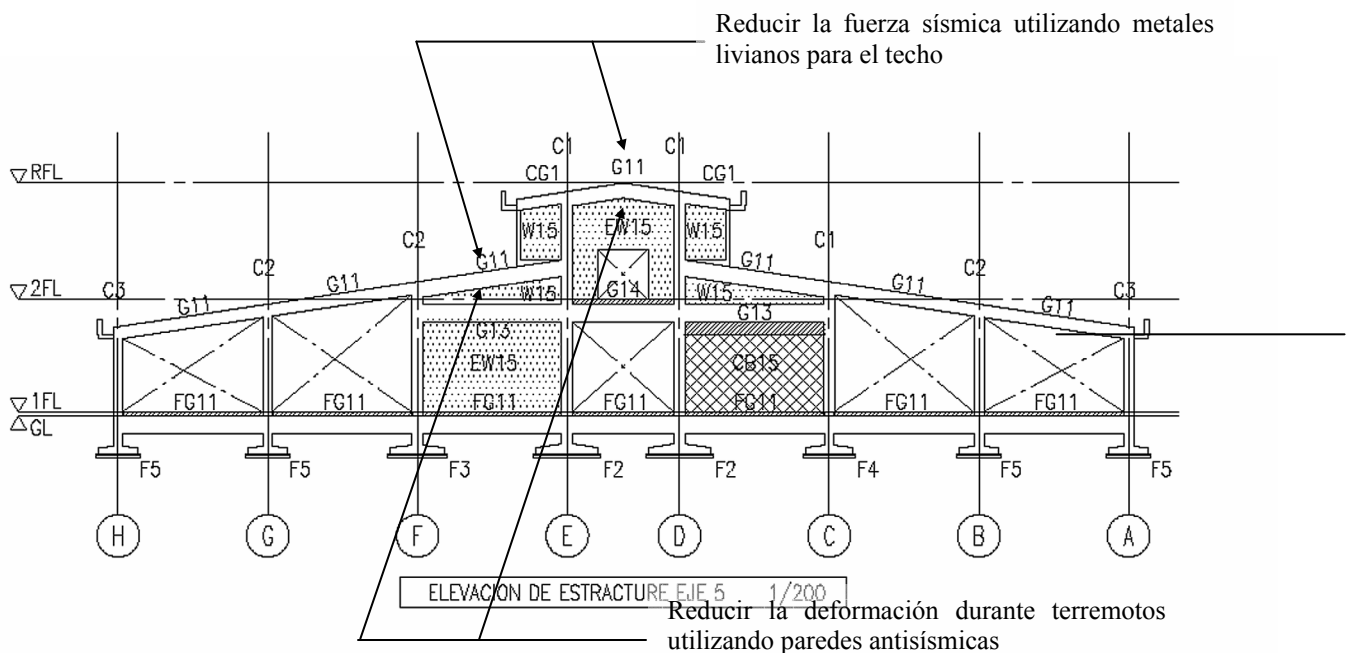 Reducir la fuerza sísmica utilizando metales
livianos para el techo
C1 C1
RFL CG1 G11 CG1
W15 EW15 W15
C2 C1
G11 G11
C2 C2
G11 G11
C3 2FL W15 G14 W15 C3
G11 G13 G11
G13
EW15 CB15
1FL FG11 FG11 FG11 FG11 FG11 FG11 FG11
GL
F5 F5 F3 F2 F2 F4 F5 F5
H G F E D C B A
ELEVACION DE ESTRACTURE EJE 5 1/200
Reducir la deformación durante terremotos
utilizando paredes antisísmicas